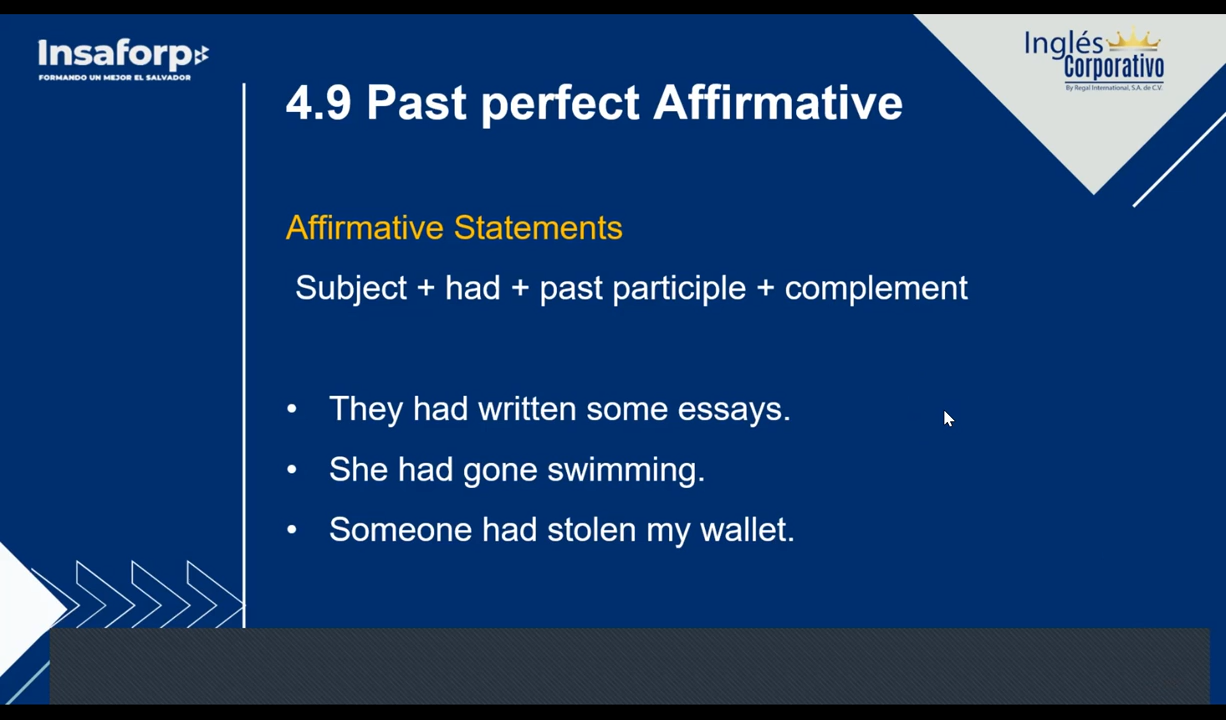 Insaforp
FORMANDO UN MEJOR EL SALVADOR
Inglés
Corporativo
By Regal International, S.A. de C.V.
4.9 Past perfect Affirmative
Affirmative Statements
Subject + had + past participle + complement
• They had written some essays.
• She had gone swimming.
• Someone had stolen my wallet.